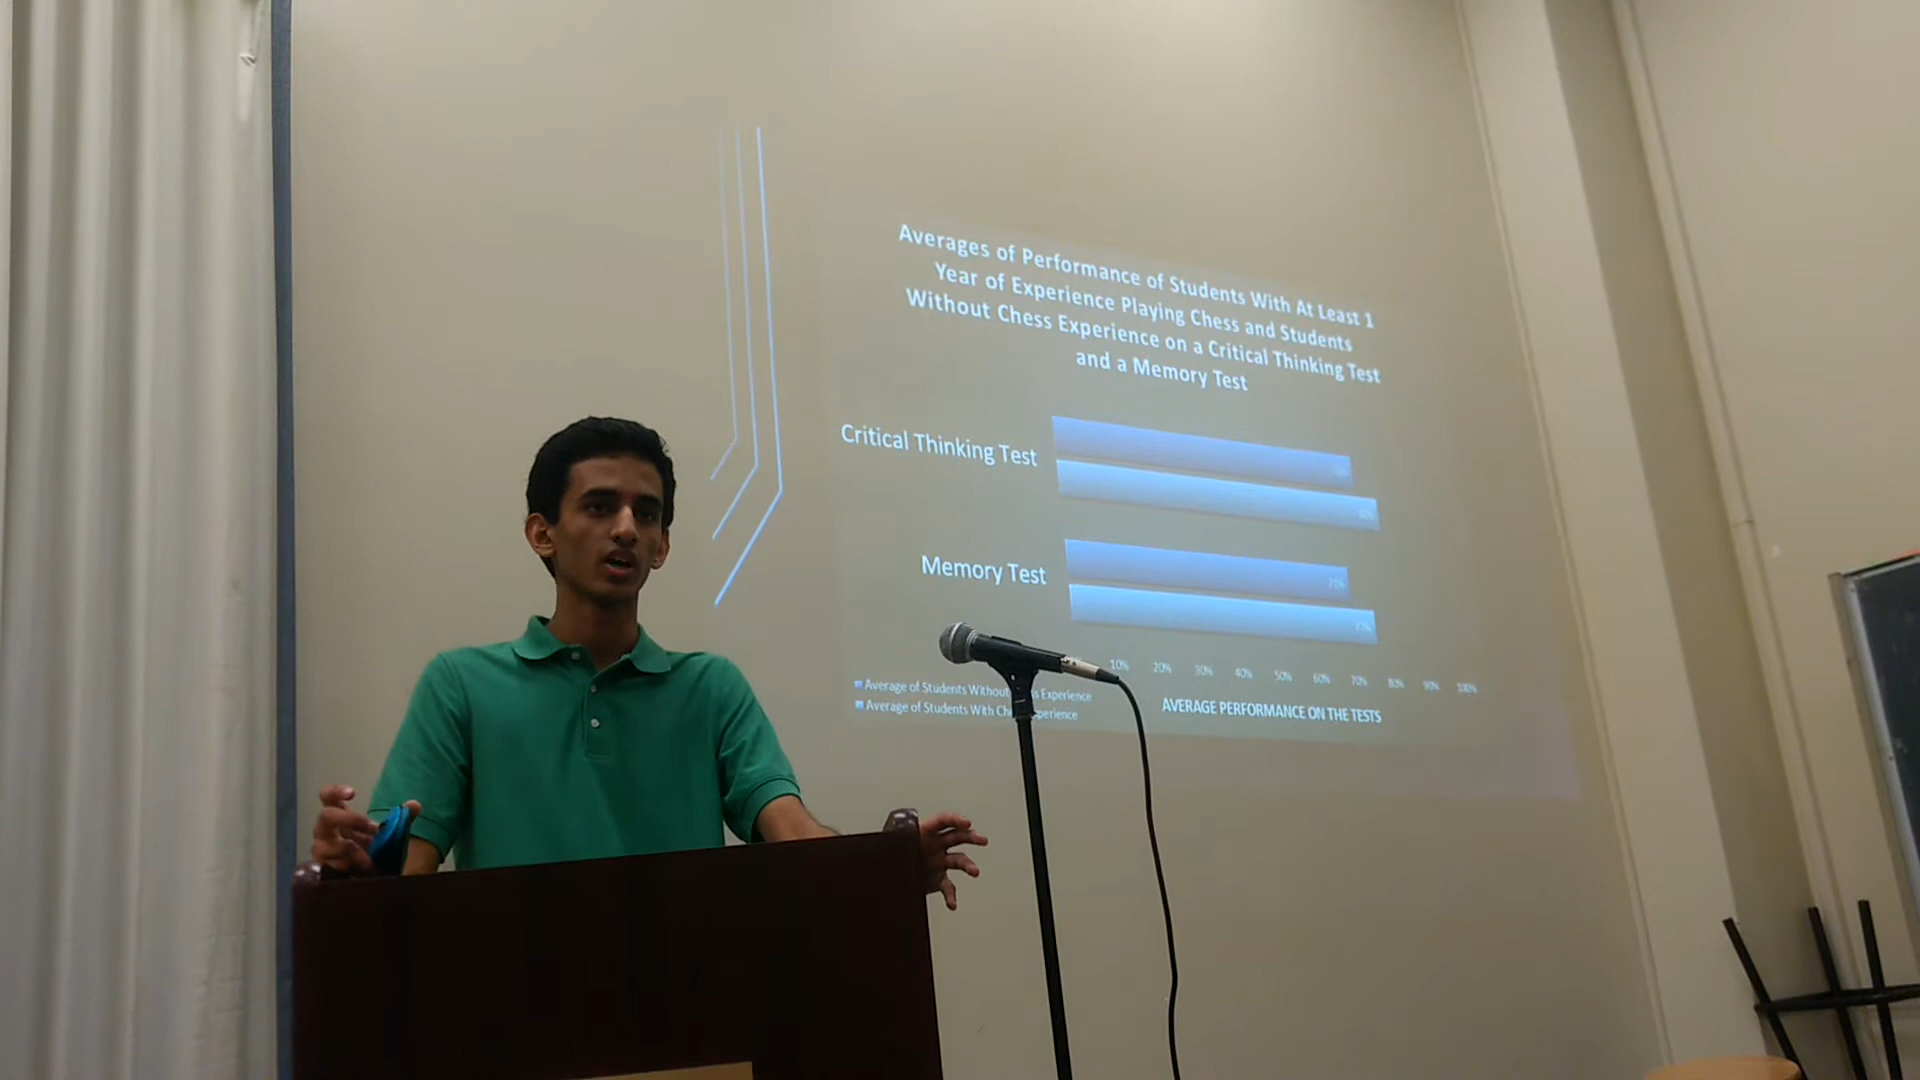 Averages of Performance of Students With At Least 1
Year of Experience Playing Chess and Students
Without Chess Experience on a Critical Thinking Test
and a Memory Test
Critical Thinking Test
Memory Test
70%
77%
10% 20% 30% 40% 50% 60% 70% 80% 90% 100%
Average of Students Without Experience
Average of Students With
AVERAGE PERFORMANCE ON THE TESTS